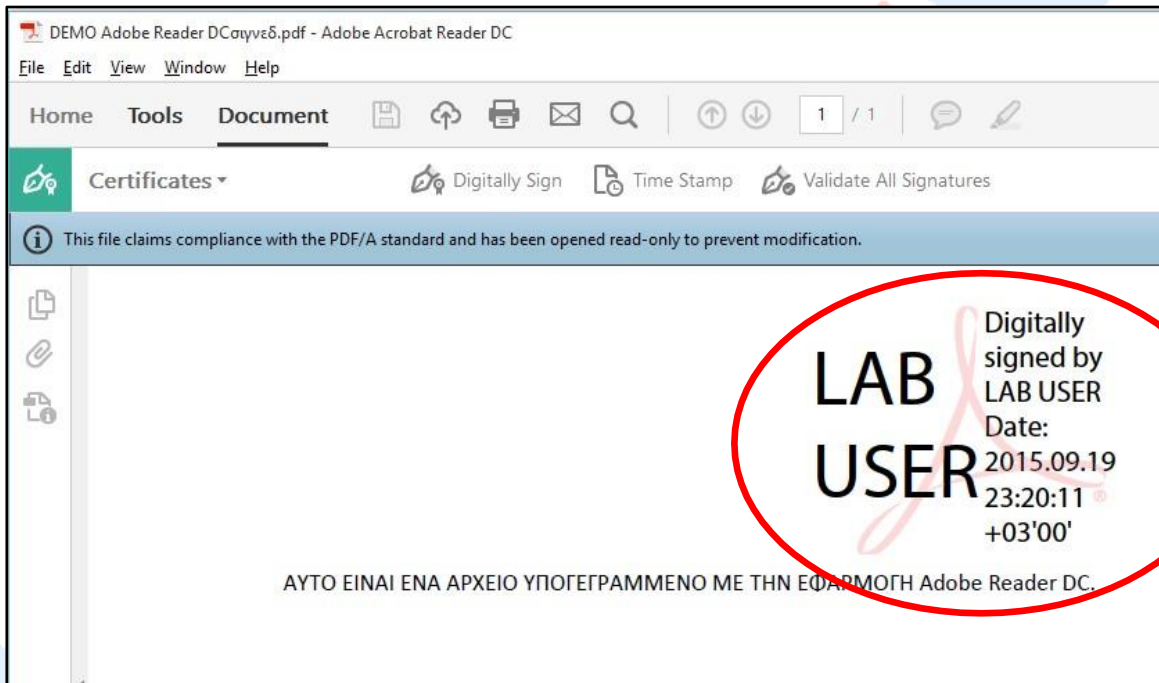 DEMO Adobe Reader DCσιγνεδ.pdf - Adobe Acrobat Reader DC
File Edit View Window Help
Home Tools Document 1 / 1
Certificates Digitally Sign Time Stamp Validate All Signatures
This file claims compliance with the PDF/A standard and has been opened read-only to prevent modification.
LAB
USER
Digitally
signed by
LAB USER
Date:
2015.09.19
23:20:11
+03'00'
ΑΥΤΟ ΕΙΝΑΙ ΕΝΑ ΑΡΧΕΙΟ ΥΠΟΓΕΓΡΑΜΜΕΝΟ ΜΕ ΤΗΝ ΕΦΑΡΜΟΓΗ Adobe Reader DC.